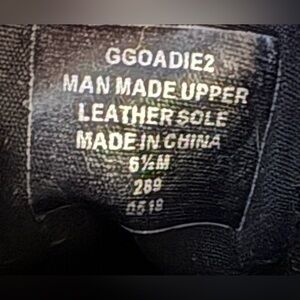 GGOADIE2
MAN MADE UPPER
LEATHER SOLE
MADE IN CHINA
6½M
289
0518